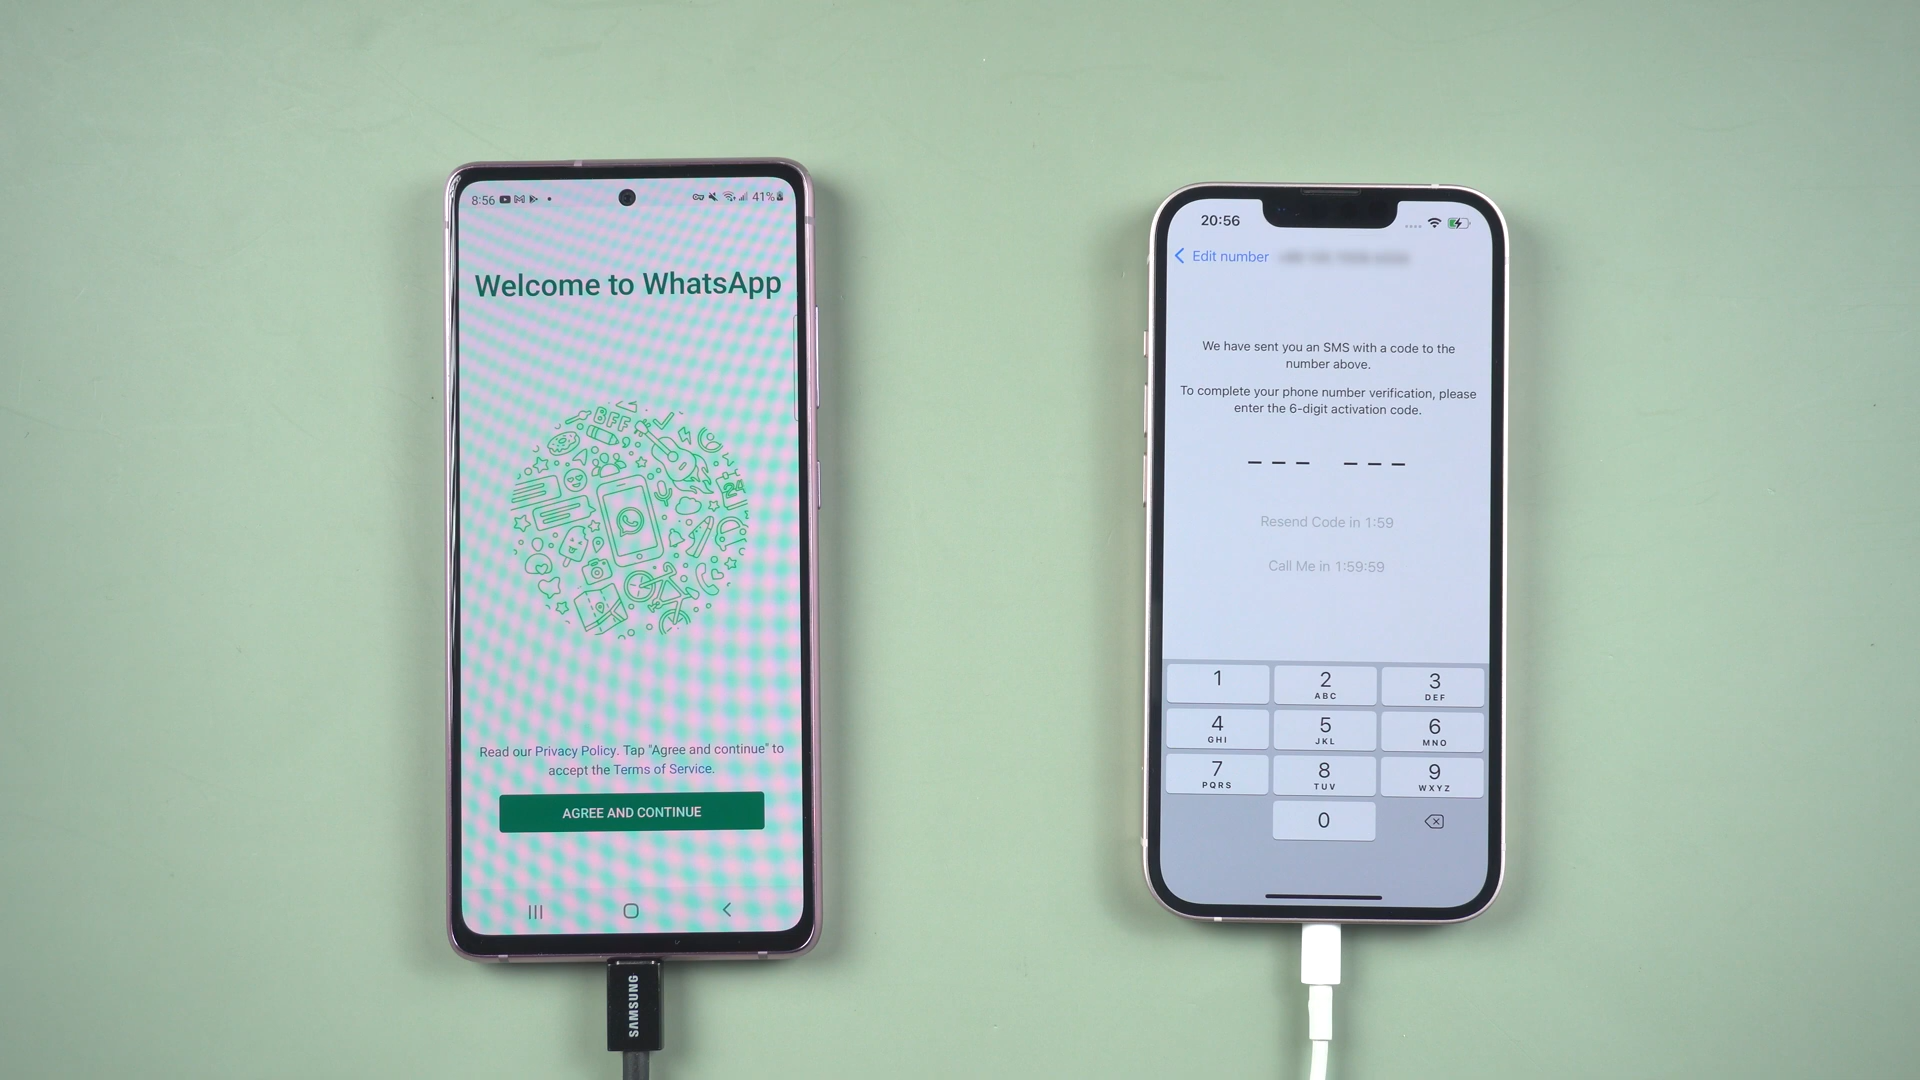 8:56
41%
Welcome to WhatsApp
BFF
24
Read our Privacy Policy. Tap "Agree and continue" to
accept the Terms of Service.
AGREE AND CONTINUE
SAMSUNG
20:56
Edit number
We have sent you an SMS with a code to the
number above.
To complete your phone number verification, please
enter the 6-digit activation code.
Resend Code in 1:59
Call Me in 1:59:59
1 2 3
ABC DEF
4 5 6
GHI JKL MNO
7 8 9
PQRS TUV WXYZ
0